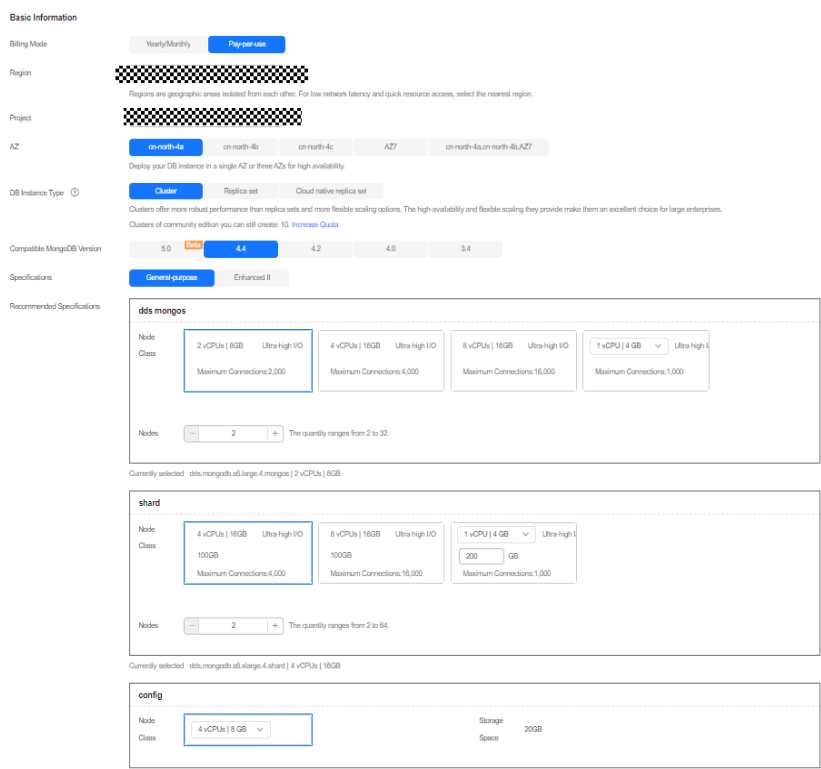 Basic Information
Billing Mode Yearly/Monthly Pay-per-use
Region
Regions are geographic areas isolated from each other. For low network latency and quick resource access, select the nearest region.
Project
AZ cn-north-4a cn-north-4b cn-north-4c AZ7 cn-north-4a,cn-north-4b,AZ7
Deploy your DB instance in a single AZ or three AZs for high availability.
DB Instance Type ? Cluster Replica set Cloud native replica set
Clusters offer more robust performance than replica sets and more flexible scaling options. The high-availability and flexible scaling they provide make them an excellent choice for large enterprises.
Clusters of community edition you can still create: 10. Increase Quota
Compatible MongoDB Version 5.0 Beta 4.4 4.2 4.0 3.4
Specifications General-purpose Enhanced II
Recommended Specifications
dds mongos
Node Class
2 vCPUs | 8GB Ultra-high I/O
Maximum Connections:2,000
4 vCPUs | 16GB Ultra-high I/O
Maximum Connections:4,000
8 vCPUs | 16GB Ultra-high I/O
Maximum Connections:16,000
1 vCPU | 4 GB Ultra-high I
Maximum Connections:1,000
Nodes − 2 + The quantity ranges from 2 to 32.
Currently selected dds.mongodb.s6.large.4.mongos | 2 vCPUs | 8GB
shard
Node Class
4 vCPUs | 16GB Ultra-high I/O
100GB
Maximum Connections:4,000
8 vCPUs | 16GB Ultra-high I/O
100GB
Maximum Connections:16,000
1 vCPU | 4 GB Ultra-high I
200 GB
Maximum Connections:1,000
Nodes − 2 + The quantity ranges from 2 to 64.
Currently selected dds.mongodb.s6.xlarge.4.shard | 4 vCPUs | 16GB
config
Node Class
4 vCPUs | 8 GB
Storage Space
20GB